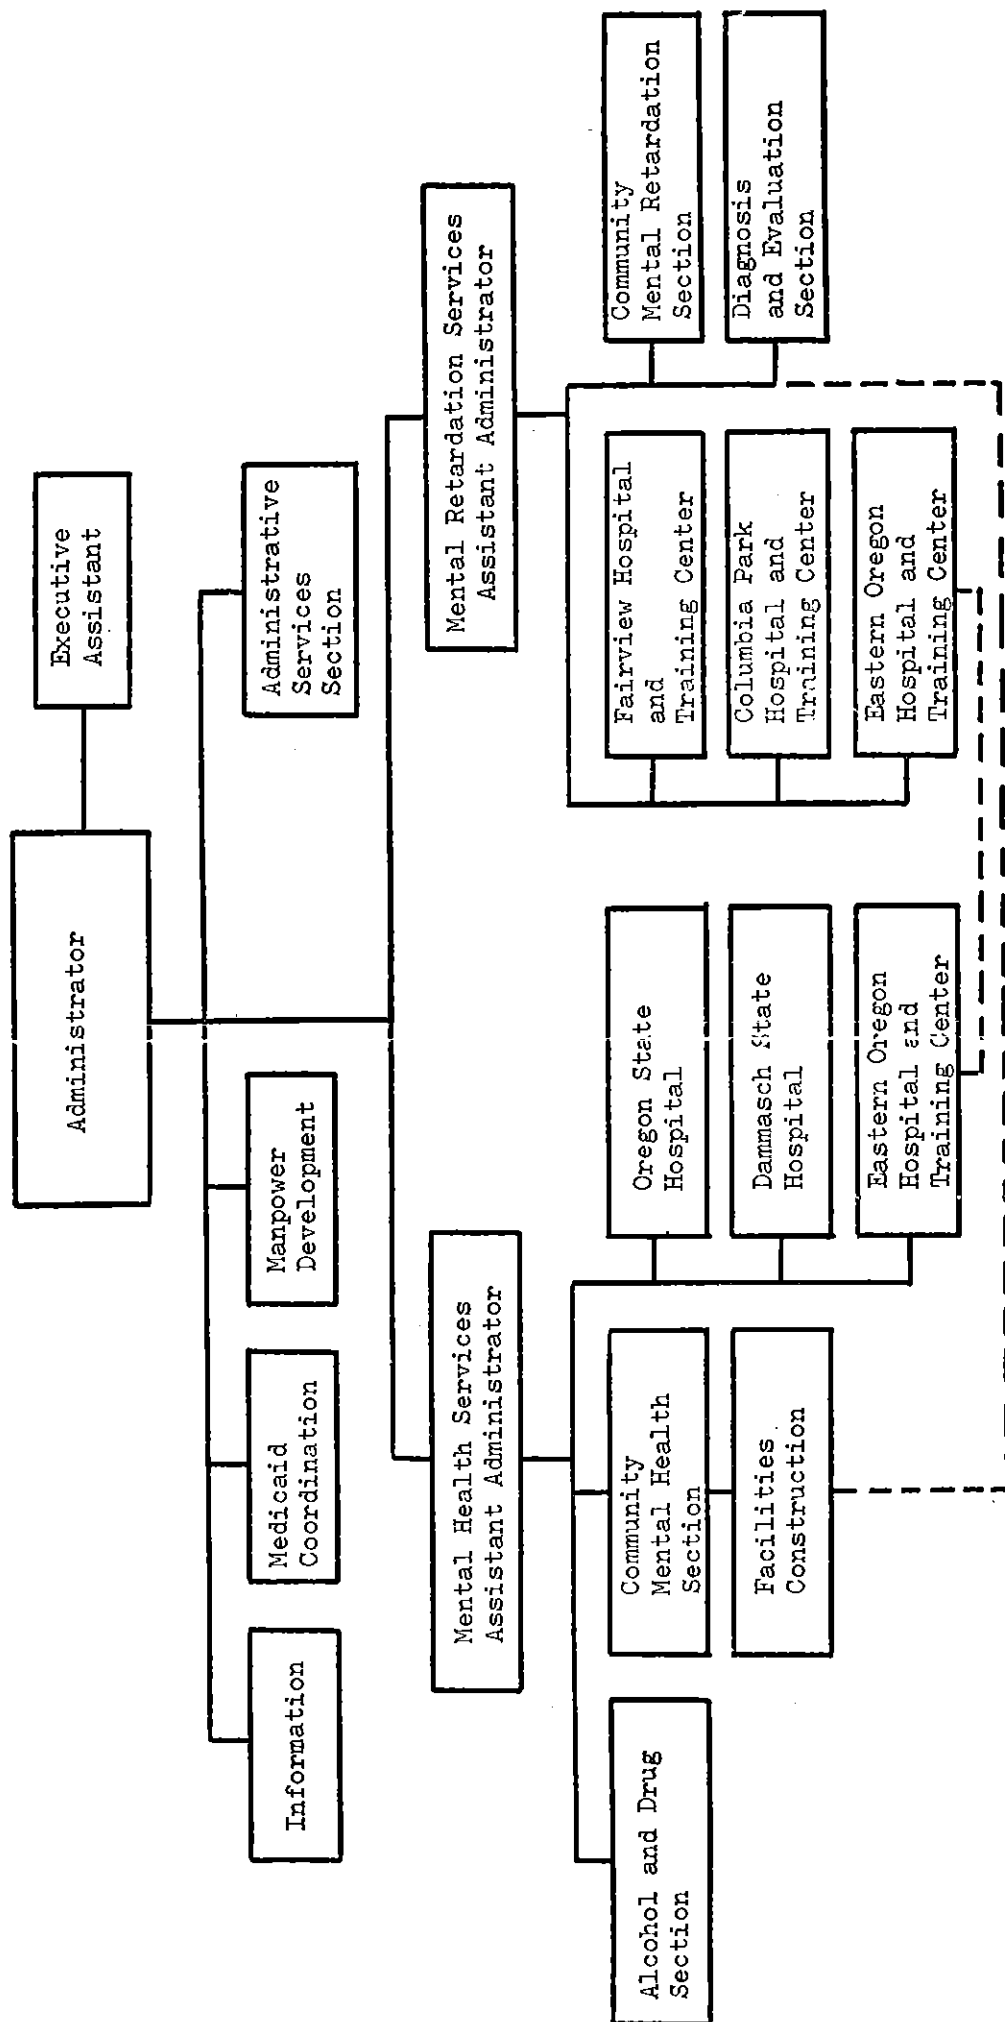 Administrator
Executive
Assistant
Information
Medicaid
Coordination
Manpower
Development
Administrative
Services
Section
Mental Health Services
Assistant Administrator
Mental Retardation Services
Assistant Administrator
Alcohol and Drug
Section
Community
Mental Health
Section
Facilities
Construction
Oregon State
Hospital
Dammasch State
Hospital
Eastern Oregon
Hospital and
Training Center
Fairview Hospital
and
Training Center
Columbia Park
Hospital and
Training Center
Eastern Oregon
Hospital and
Training Center
Community
Mental Retardation
Section
Diagnosis
and Evaluation
Section